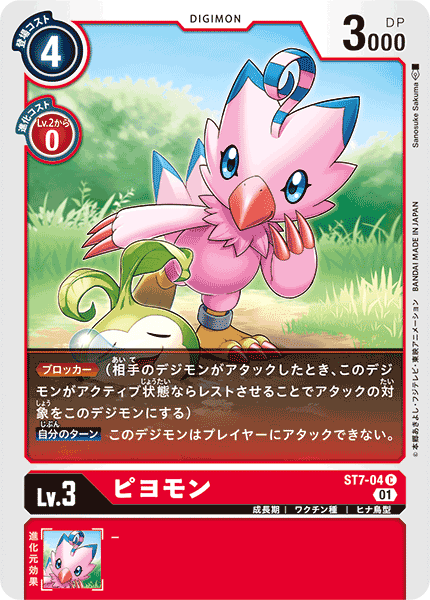 DIGIMON
登場コスト
4
DP
3000
進化コスト
Lv.2から
0
Sanosuke Sakuma
© 本郷あきよし・フジテレビ・東映アニメーション BANDAI MADE IN JAPAN
ブロッカー (相手のデジモンがアタックしたとき、このデジ
モンがアクティブ状態ならレストさせることでアタックの対
象をこのデジモンにする)
自分のターン このデジモンはプレイヤーにアタックできない。
ST7-04 C
Lv.3
ピヨモン
01
成長期 | ワクチン種 | ヒナ鳥型
進化元効果
－